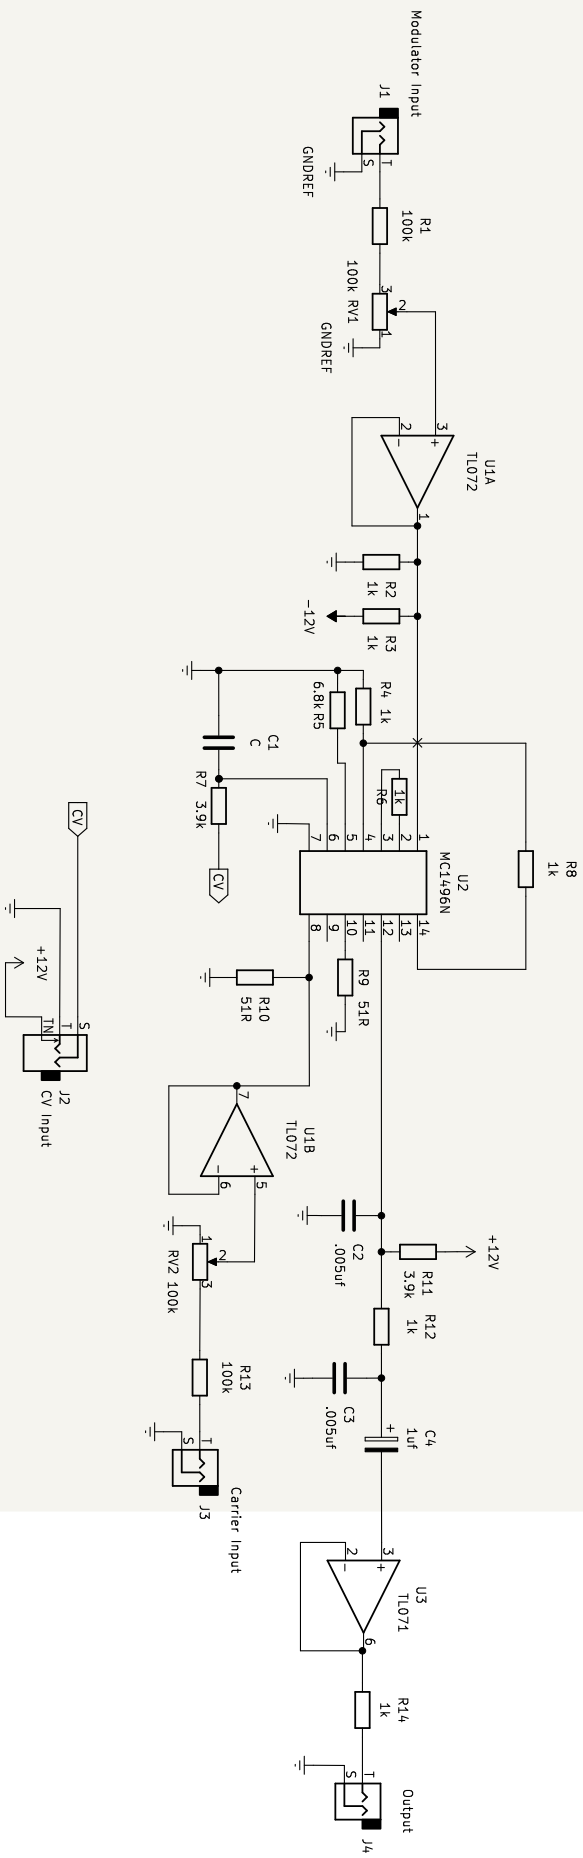 Modulator Input
J1
T
S
GNDREF
R1
100k
100k RV1
3
2
1
GNDREF
3
2
+
−
U1A
TL072
1
R2
1k
R3
1k
-12V
R4 1k
6.8k R5
C1
C
R7 3.9k
CV
1k
R6
R8
1k
7
6
5
4
3
2
1
U2
MC1496N
8
9
10
11
12
13
14
CV
+12V
TN
T
S
J2
CV Input
R10
51R
R9 51R
7
U1B
TL072
−
+
6
5
1
2
3
RV2 100k
R13
100k
S
T
J3
Carrier Input
C2
.005uf
+12V
R11
3.9k
R12
1k
C3
.005uf
+
C4
1uf
2
3
−
+
U3
TL071
6
R14
1k
S
T
J4
Output